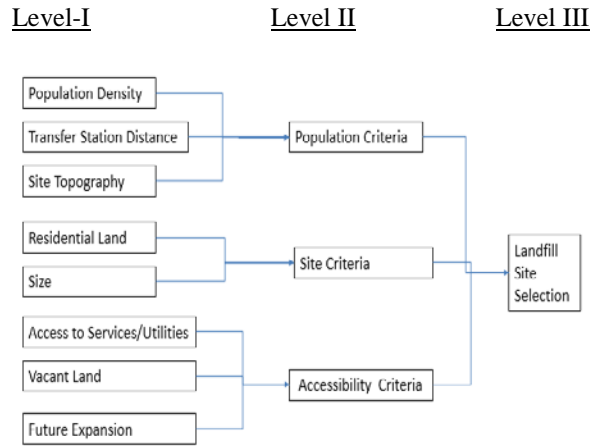 Level-I
Level II
Level III
Population Density
Transfer Station Distance
Population Criteria
Site Topography
Residential Land
Site Criteria
Size
Landfill
Site
Selection
Access to Services/Utilities
Vacant Land
Accessibility Criteria
Future Expansion